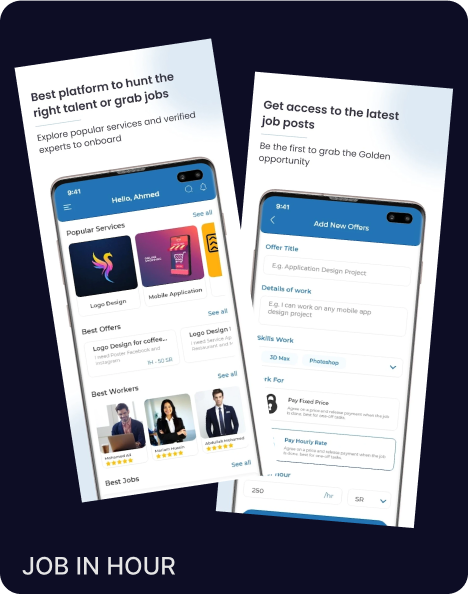 Best platform to hunt the
right talent or grab jobs
Explore popular services and verified
experts to onboard
9:41
Hello, Ahmed
Popular Services
See all
Logo Design
Mobile Application
Best Offers
See all
Logo Design for coffee...
I need Poster Facebook and
Instagram
1H - 50 SR
Logo Design
I need Service
Restaurant and
Best Workers
See all
Mohamed Ali
Mariam Hussein
Abdullah Mohamed
Best Jobs
See all
Get access to the latest
job posts
Be the first to grab the Golden
opportunity
9:41
Add New Offers
Offer Title
E.g. Application Design Project
Details of work
E.g. I can work on any mobile app
design project
Skills Work
3D Max
Photoshop
rk For
Pay Fixed Price
Agree on a price and release payment when the job
is done. best for one-off tasks.
Pay Hourly Rate
Agree on a price and release payment when the job
is done. best for one-off tasks.
Hour
250
/hr
SR
JOB IN HOUR